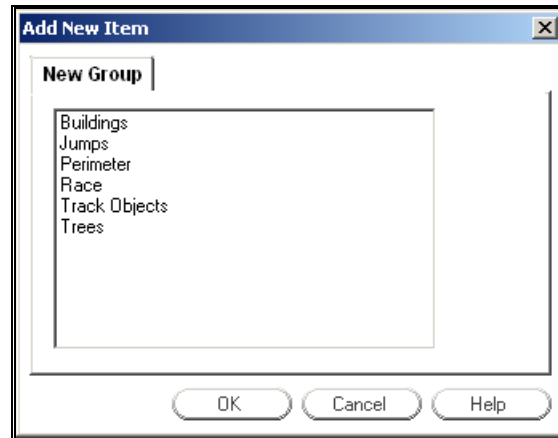 Add New Item
New Group
Buildings
Jumps
Perimeter
Race
Track Objects
Trees
OK Cancel Help